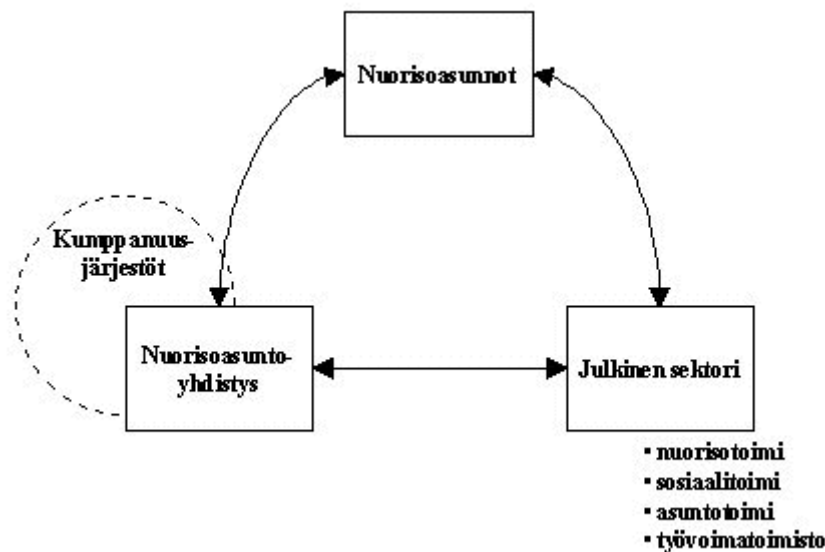 Nuorisoasunnot
Kumppanuus-
järjestöt
Nuorisoasunto-
yhdistys
Julkinen sektori
▪ nuorisotoimi
▪ sosiaalitoimi
▪ asuntotoimi
▪ työvoimatoimisto